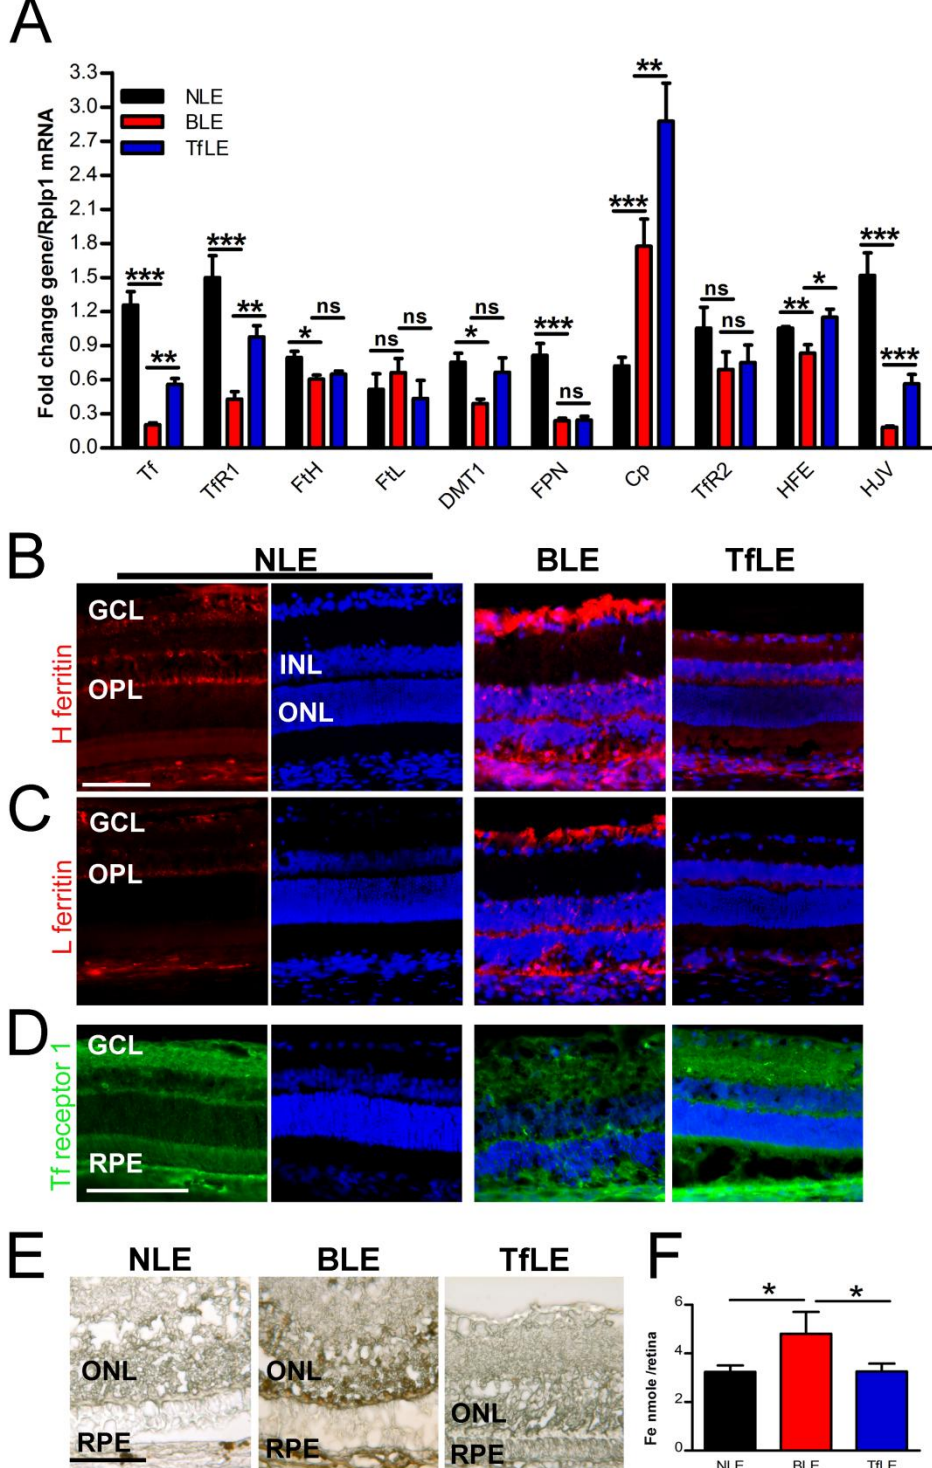 A
Fold change gene/Rplp1 mRNA
3.3
3.0
2.7
2.4
2.1
1.8
1.5
1.2
0.9
0.6
0.3
0.0
NLE
BLE
TfLE
*** ** *** ** * ns ns ns * ns *** ns *** ** ns ns ** * *** ***
Tf TfR1 FtH FtL DMT1 FPN Cp TfR2 HFE HJV
B NLE BLE TfLE
H ferritin
GCL
OPL
INL
ONL
C
L ferritin
GCL
OPL
D
Tf receptor 1
GCL
RPE
E NLE BLE TfLE
ONL ONL ONL
RPE RPE RPE
F
Fe nmole /retina
6
4
2
0
* *
NLE BLE TfLE